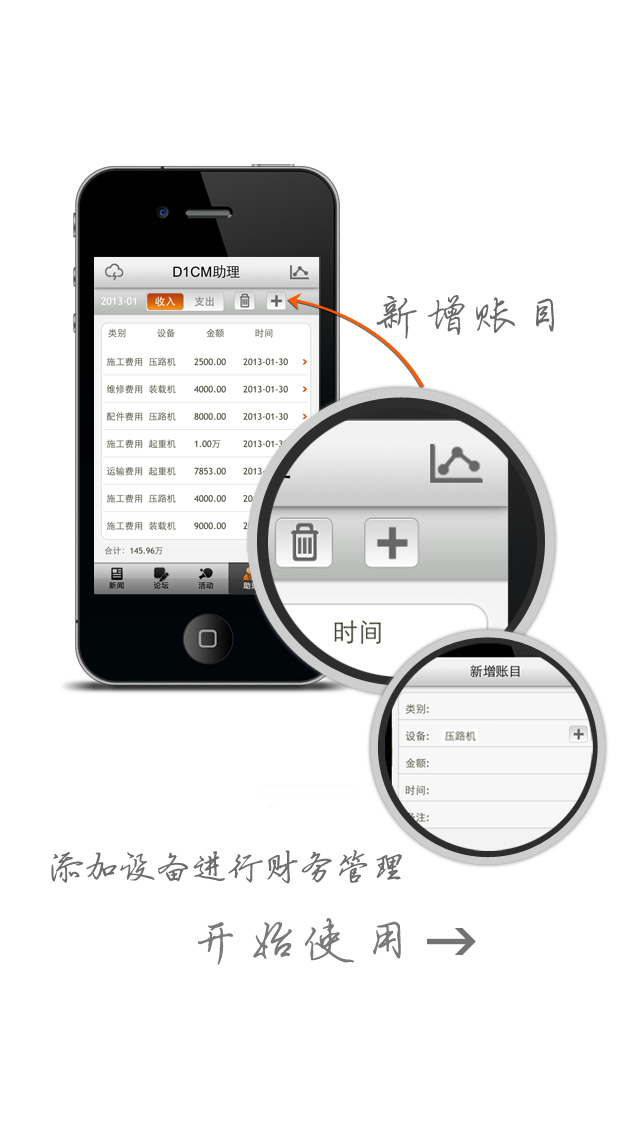 D1CM助理
2013-01 收入 支出
新增账目
类别 设备 金额 时间
施工费用 压路机 2500.00 2013-01-30
维修费用 装载机 4000.00 2013-01-30
配件费用 压路机 8000.00 2013-01-30
施工费用 起重机 1.00万 2013-01-3
运输费用 起重机 7853.00 2013-
施工费用 压路机 4000.00 20
施工费用 装载机 9000.00 2
合计: 145.96万
新闻 论坛 活动 助
时间
新增账目
类别:
设备: 压路机
金额:
时间:
备注:
添加设备进行财务管理
开始使用